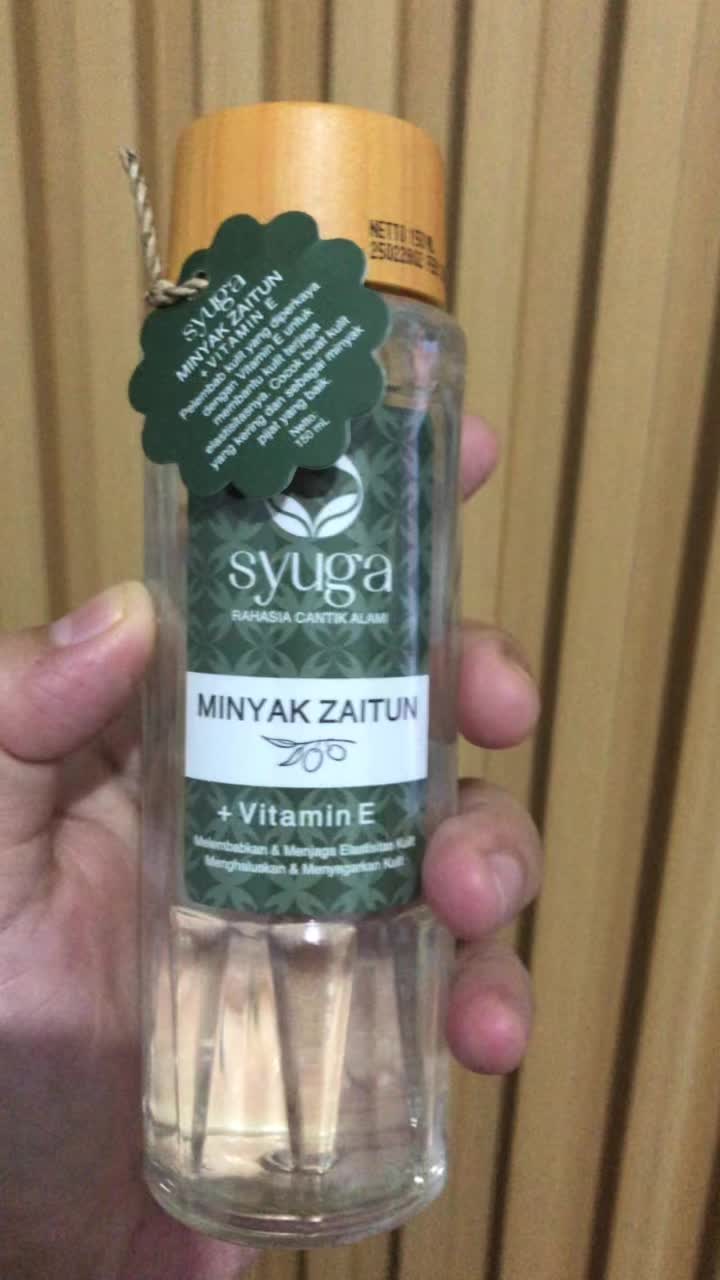 NETTO 150 ML
syuga
MINYAK ZAITUN
+ VITAMIN E
Pelembab kulit yang diperkaya
dengan Vitamin E untuk
membantu kulit terjaga
elastisitasnya. Cocok buat kulit
yang kering dan sebagai minyak
pijat yang baik.
Netto:
150 mL
syuga
RAHASIA CANTIK ALAMI
MINYAK ZAITUN
+ Vitamin E
Melembabkan & Menjaga Elastisitas Kulit
Menghaluskan & Menyegarkan Kulit